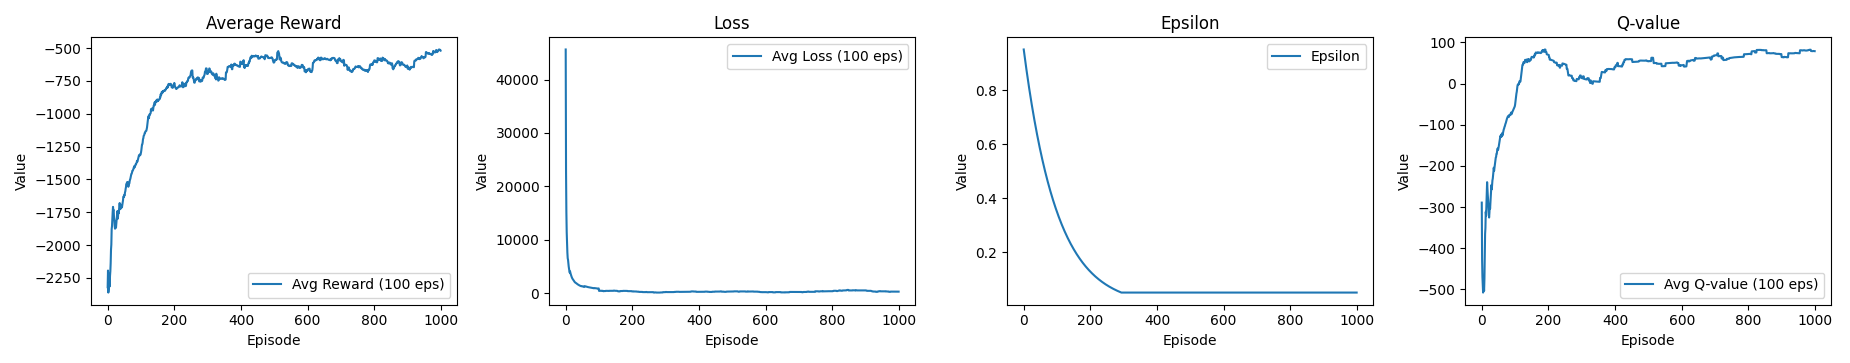 Average Reward
Value
−500
−750
−1000
−1250
−1500
−1750
−2000
−2250
Avg Reward (100 eps)
0 200 400 600 800 1000
Episode
Loss
Value
40000
30000
20000
10000
0
Avg Loss (100 eps)
0 200 400 600 800 1000
Episode
Epsilon
Value
0.8
0.6
0.4
0.2
Epsilon
0 200 400 600 800 1000
Episode
Q-value
Value
100
0
−100
−200
−300
−400
−500
Avg Q-value (100 eps)
0 200 400 600 800 1000
Episode